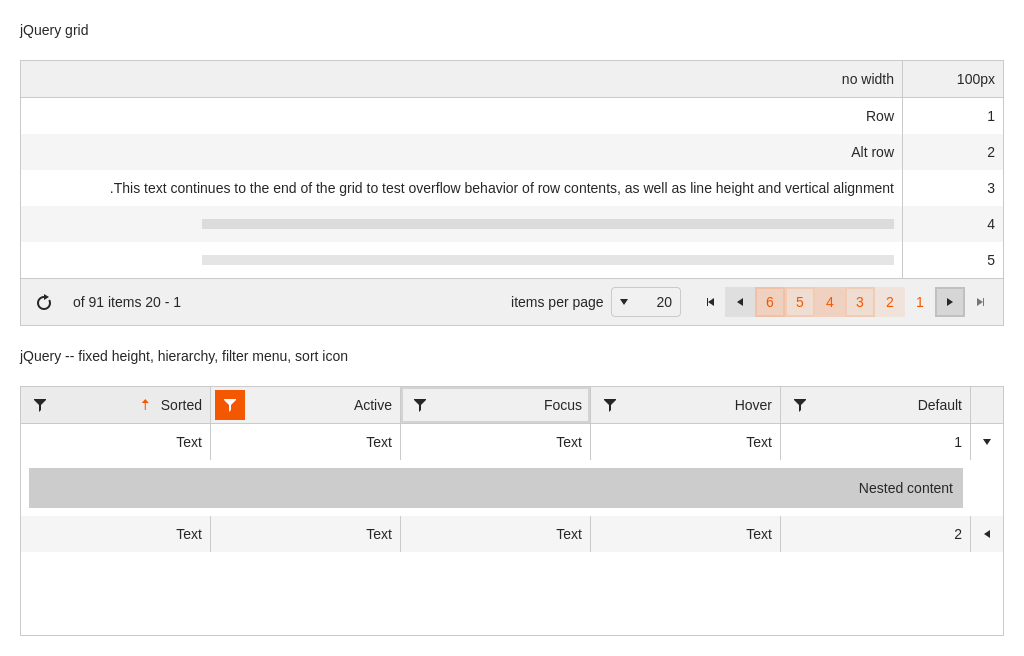 jQuery grid
no width 100px
Row 1
Alt row 2
.This text continues to the end of the grid to test overflow behavior of row contents, as well as line height and vertical alignment 3
4
5
of 91 items 20 - 1 items per page 20 6 5 4 3 2 1
jQuery -- fixed height, hierarchy, filter menu, sort icon
Sorted Active Focus Hover Default
Text Text Text Text 1
Nested content
Text Text Text Text 2